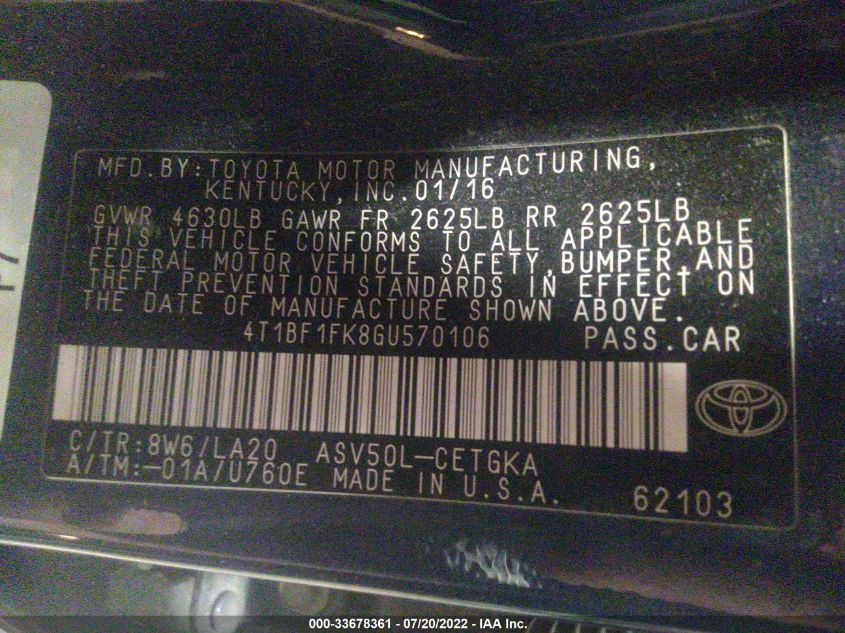 MFD.BY:TOYOTA MOTOR MANUFACTURING,
KENTUCKY,INC.01/16
GVWR 4630LB GAWR FR 2625LB RR 2625LB
THIS VEHICLE CONFORMS TO ALL APPLICABLE
FEDERAL MOTOR VEHICLE SAFETY,BUMPER,AND
THEFT PREVENTION STANDARDS IN EFFECT ON
THE DATE OF MANUFACTURE SHOWN ABOVE.
4T1BF1FK8GU570106 PASS.CAR
C/TR:8W6/LA20 ASV50L-CETGKA
A/TM:-01A/U760E MADE IN U.S.A. 62103
000-33678361 - 07/20/2022 - IAA Inc.